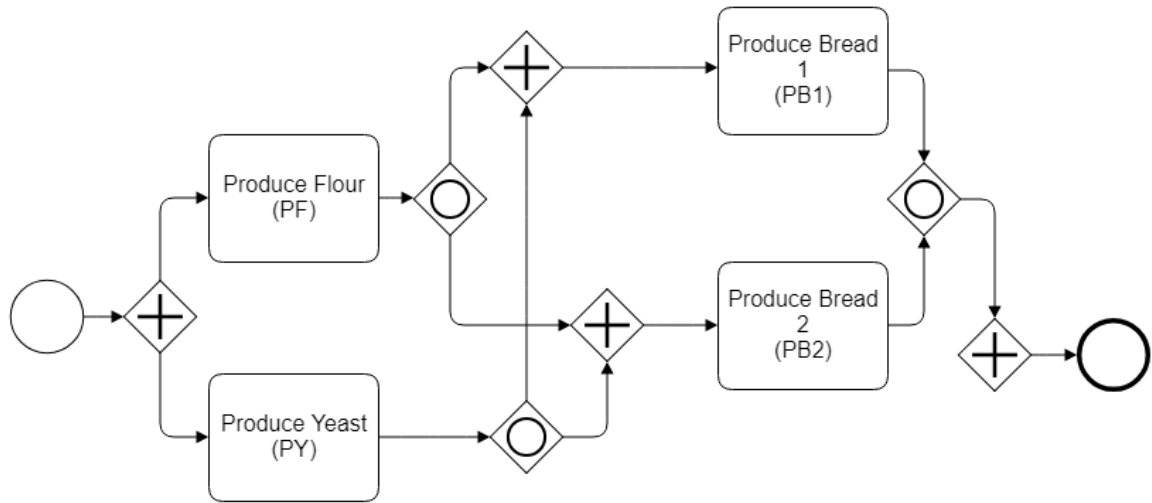 Produce Bread
1
(PB1)
Produce Flour
(PF)
Produce Bread
2
(PB2)
Produce Yeast
(PY)